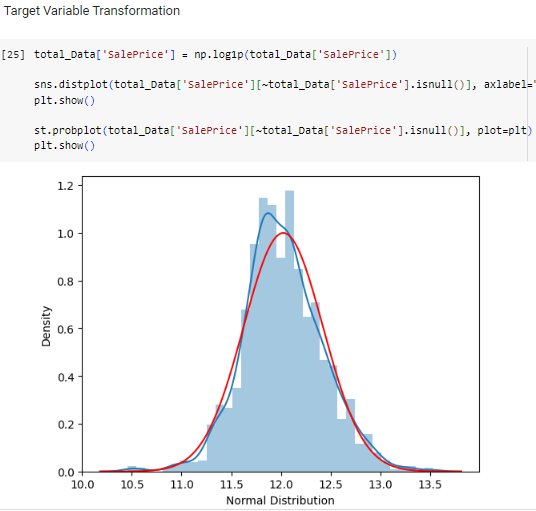 Target Variable Transformation
[25] total_Data['SalePrice'] = np.log1p(total_Data['SalePrice'])
sns.distplot(total_Data['SalePrice'][~total_Data['SalePrice'].isnull()], axlabel="
plt.show()
st.probplot(total_Data['SalePrice'][~total_Data['SalePrice'].isnull()], plot=plt)
plt.show()
1.2
1.0
0.8
0.6
0.4
0.2
0.0
Density
10.0 10.5 11.0 11.5 12.0 12.5 13.0 13.5
Normal Distribution